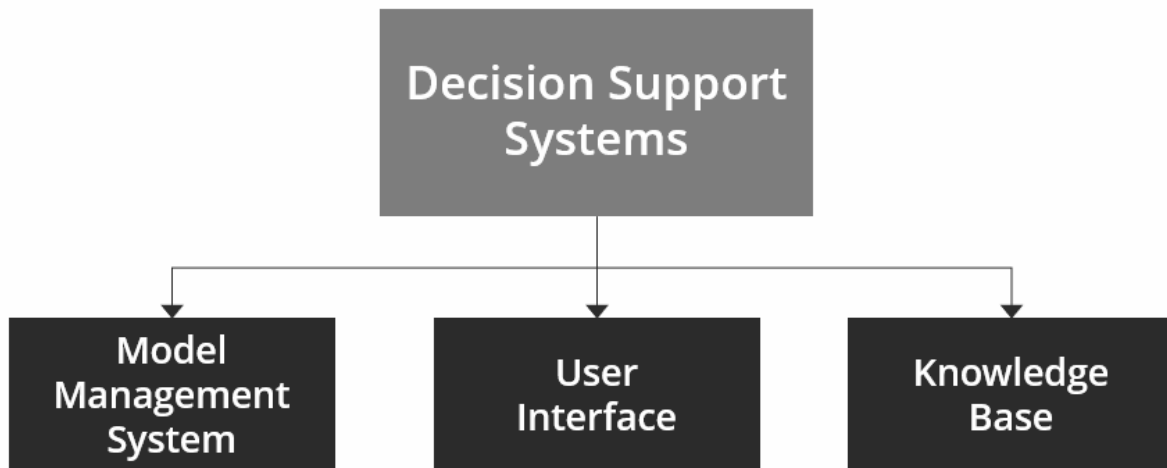 Decision Support
Systems
Model
Management
System
User
Interface
Knowledge
Base